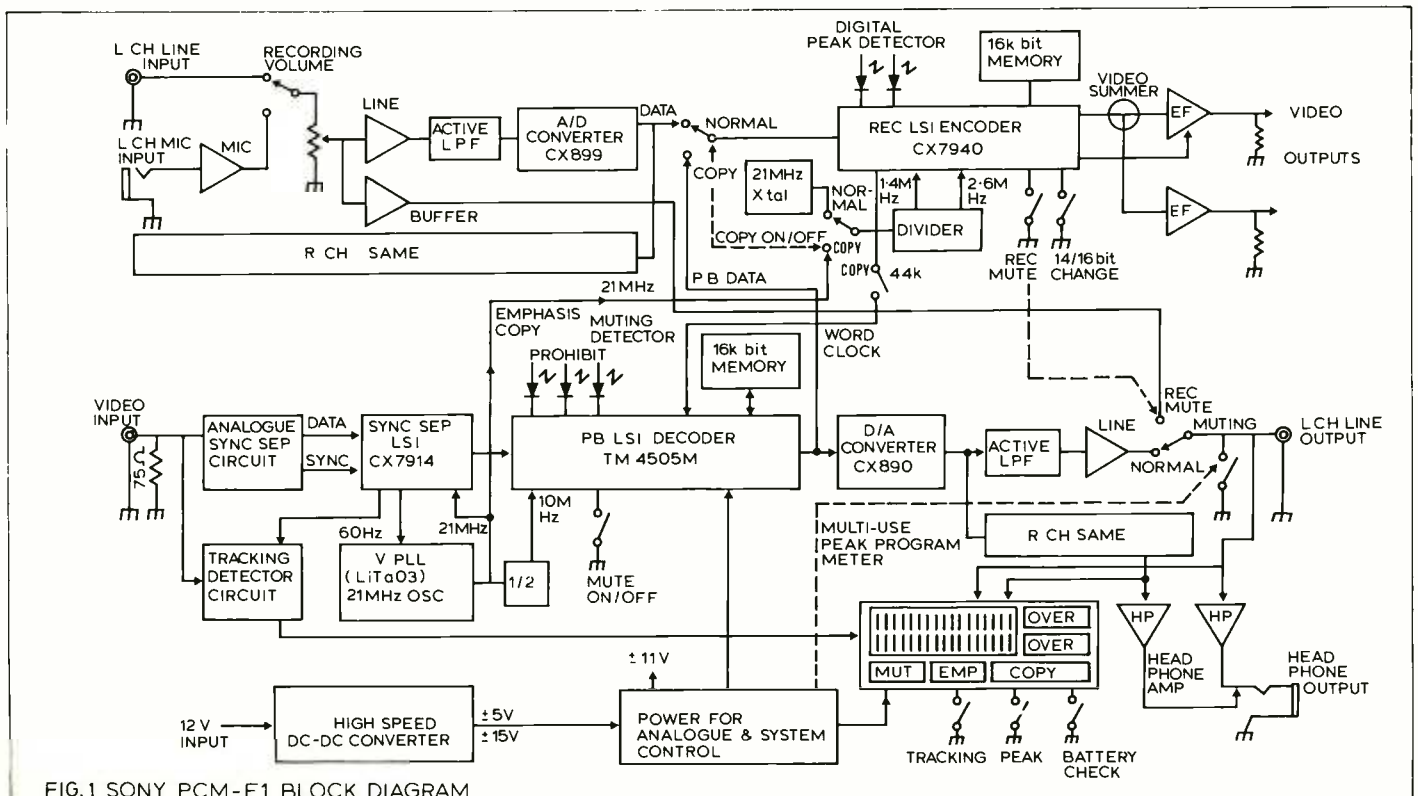 L CH LINE
INPUT
RECORDING
VOLUME
L CH MIC
INPUT
MIC
LINE
ACTIVE
LPF
A/D
CONVERTER
CX899
DATA
NORMAL
COPY
BUFFER
R CH SAME
DIGITAL
PEAK DETECTOR
16k bit
MEMORY
VIDEO
SUMMER
REC LSI ENCODER
CX7940
EF
VIDEO
OUTPUTS
EF
21MHz
Xtal
NOR-
MAL
1·4M
Hz
2·6M
Hz
DIVIDER
COPY ON/OFF
COPY
COPY
44k
REC
MUTE
14/16bit
CHANGE
PB DATA
21MHz
EMPHASIS
COPY
PROHIBIT
MUTING
DETECTOR
16k bit
MEMORY
WORD
CLOCK
VIDEO
INPUT
75Ω
ANALOGUE
SYNC SEP
CIRCUIT
DATA
SYNC
SYNC SEP
LSI
CX7914
PB LSI DECODER
TM 4505M
D/A
CONVERTER
CX890
ACTIVE
LPF
LINE
REC
MUTE
MUTING
NORMAL
L CH LINE
OUTPUT
60Hz
21MHz
10M
Hz
TRACKING
DETECTOR
CIRCUIT
V PLL
(LiTaO3)
21MHz OSC
1/2
MUTE
ON/OFF
MULTI-USE
PEAK PROGRAM
METER
R CH SAME
OVER
OVER
MUT
EMP
COPY
HP
HP
HEAD
PHONE
AMP
HEAD
PHONE
OUTPUT
12 V
INPUT
HIGH SPEED
DC-DC CONVERTER
±5V
±15V
±11V
POWER FOR
ANALOGUE & SYSTEM
CONTROL
TRACKING
PEAK
BATTERY
CHECK
FIG.1 SONY PCM-F1 BLOCK DIAGRAM